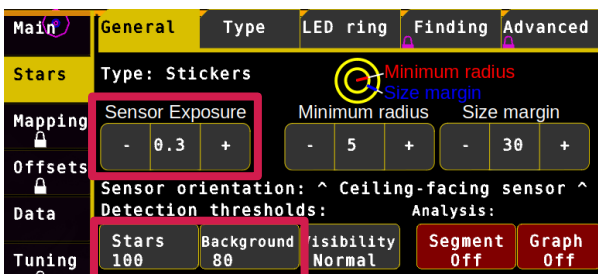 Main
General Type LED ring Finding Advanced
Stars
Type: Stickers
Minimum radius
Size margin
Mapping
Sensor Exposure Minimum radius Size margin
- 0.3 + - 5 + - 30 +
Offsets
Sensor orientation: ^ Ceiling-facing sensor ^
Data
Detection thresholds: Analysis:
Stars Background Visibility Segment Graph
100 80 Normal Off Off
Tuning